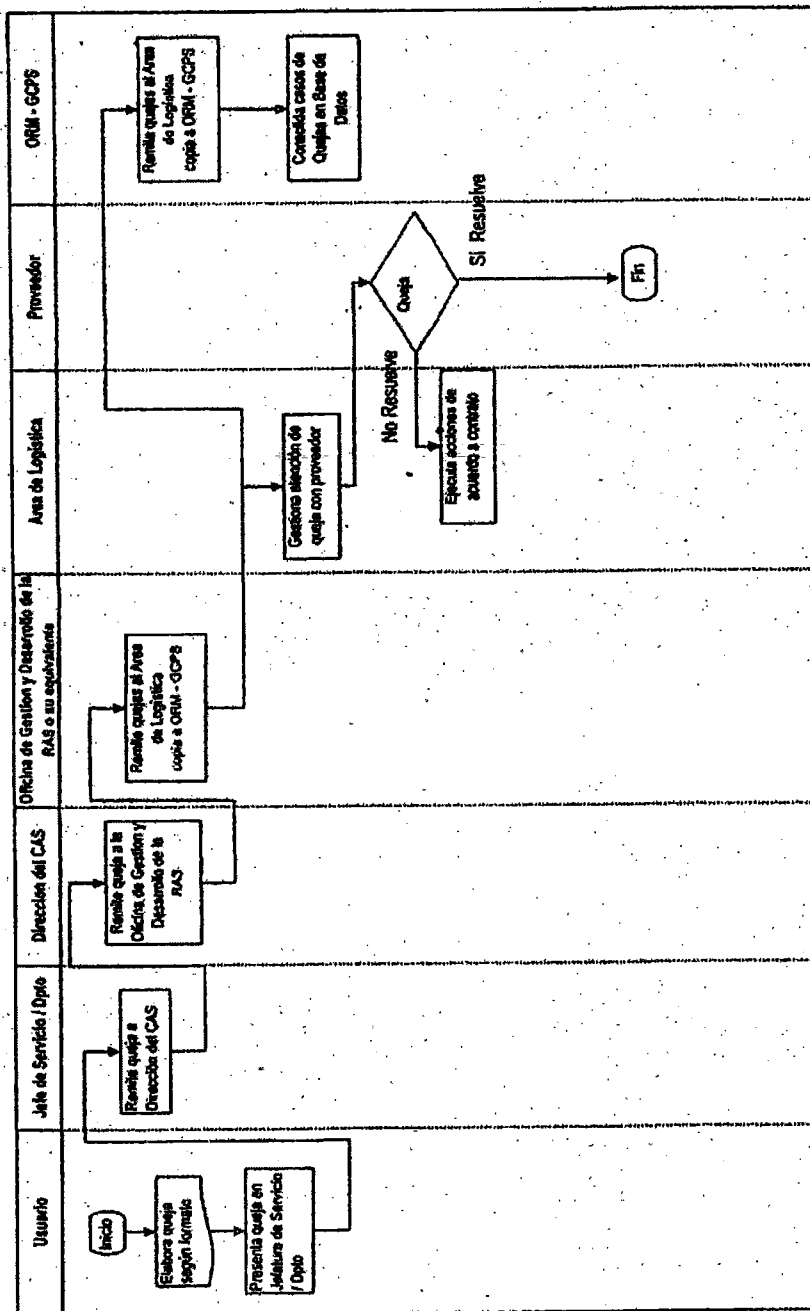 Usuario
Jefe de Servicio / Dpto
Dirección del CAS
Oficina de Gestion y Desarrollo de la
RAS o su equivalente
Area de Logística
Proveedor
ORM - GCPS
Inicio
Elabora queja
según formato
Presenta queja en
Jefatura de Servicio
/ Dpto
Remite queja a
Dirección del CAS
Remite queja a la
Oficina de Gestion y
Desarrollo de la
RAS
Remite quejas al Area
de Logística
copia a ORM - GCPS
Gestiona atención de
queja con proveedor
No Resuelve
Ejecuta acciones de
acuerdo a contrato
Queja
Si Resuelve
Fin
Remite quejas al Area
de Logística
copia a ORM - GCPS
Consolida casos de
Quejas en Base de
Datos